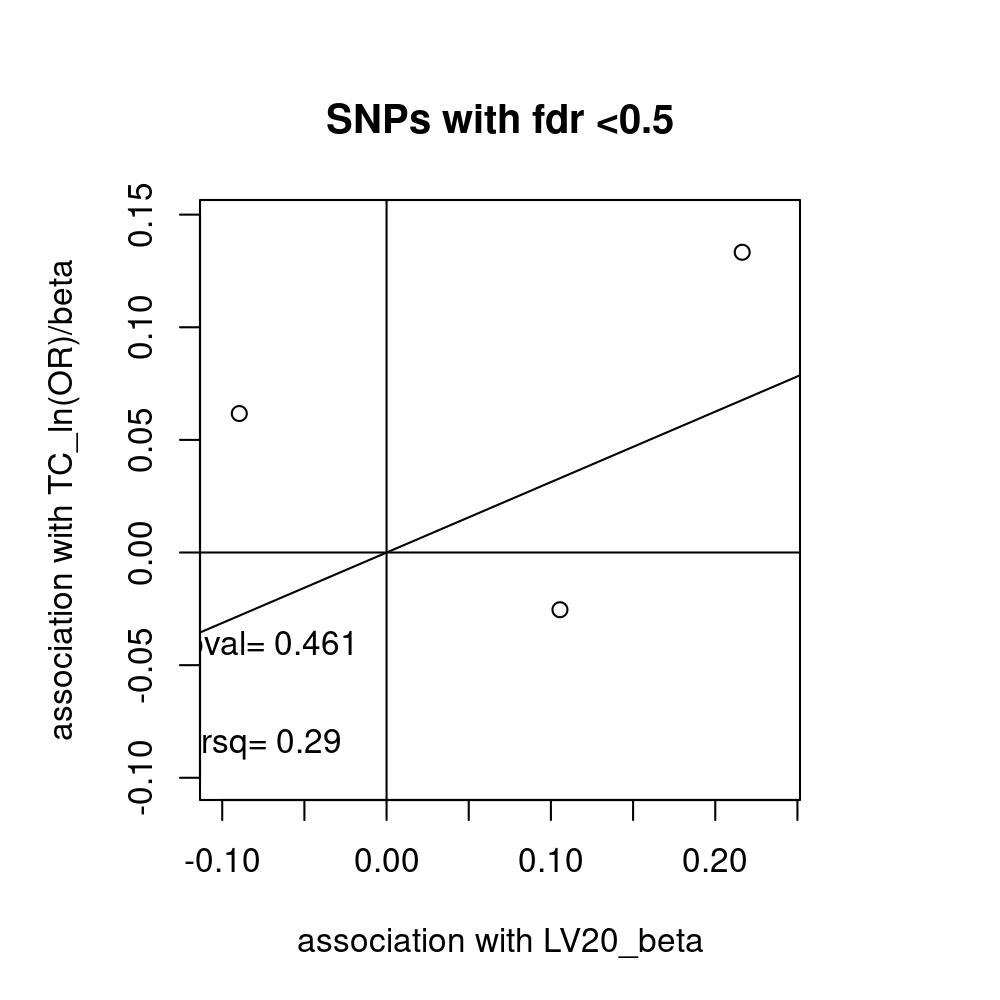 SNPs with fdr <0.5
association with TC_ln(OR)/beta
0.15
0.10
0.05
0.00
-0.05
-0.10
pval= 0.461
rsq= 0.29
-0.10 0.00 0.10 0.20
association with LV20_beta